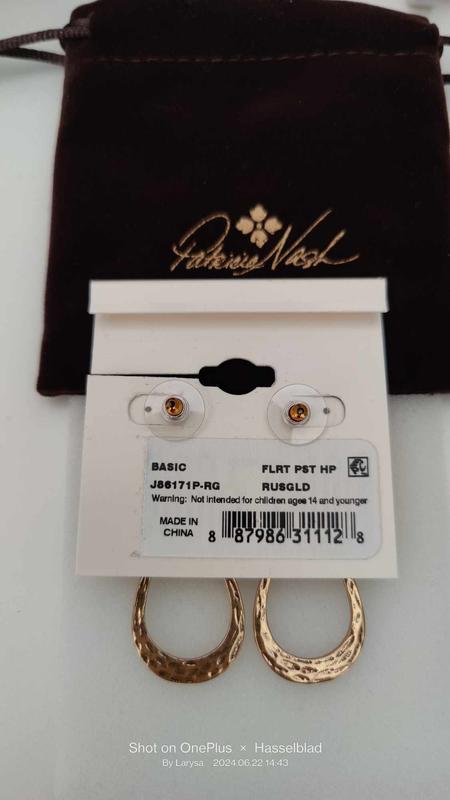 Patricia Nash
BASIC FLRT PST HP
J86171P-RG RUSGLD
Warning: Not intended for children ages 14 and younger
MADE IN
CHINA
8 87986 31112 8
Shot on OnePlus × Hasselblad
By Larysa 2024.06.22 14:43